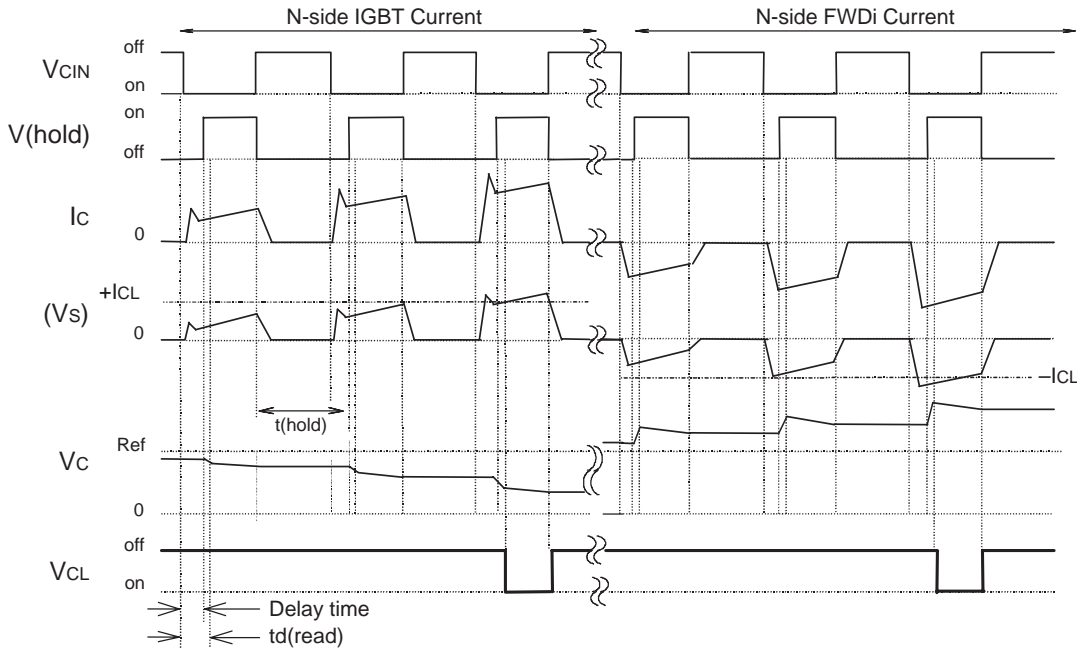 N-side IGBT Current
N-side FWDi Current
off
VCIN
on
on
V(hold)
off
IC
0
+ICL
(VS)
0
–ICL
t(hold)
Ref
VC
0
off
VCL
on
Delay time
td(read)